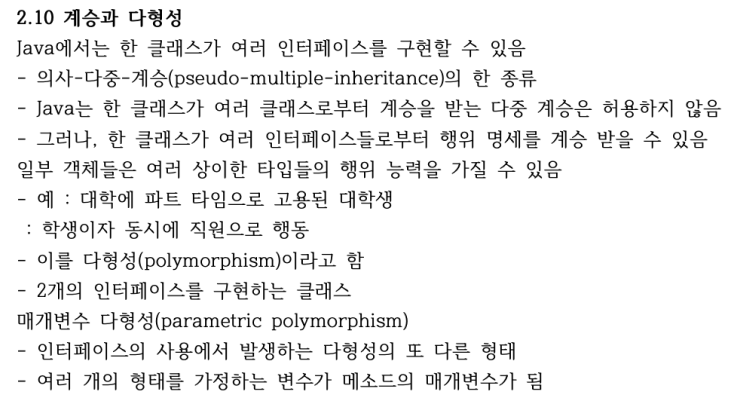 2.10 계승과 다형성
Java에서는 한 클래스가 여러 인터페이스를 구현할 수 있음
- 의사-다중-계승(pseudo-multiple-inheritance)의 한 종류
- Java는 한 클래스가 여러 클래스로부터 계승을 받는 다중 계승은 허용하지 않음
- 그러나, 한 클래스가 여러 인터페이스들로부터 행위 명세를 계승 받을 수 있음
일부 객체들은 여러 상이한 타입들의 행위 능력을 가질 수 있음
- 예 : 대학에 파트 타임으로 고용된 대학생
: 학생이자 동시에 직원으로 행동
- 이를 다형성(polymorphism)이라고 함
- 2개의 인터페이스를 구현하는 클래스
매개변수 다형성(parametric polymorphism)
- 인터페이스의 사용에서 발생하는 다형성의 또 다른 형태
- 여러 개의 형태를 가정하는 변수가 메소드의 매개변수가 됨